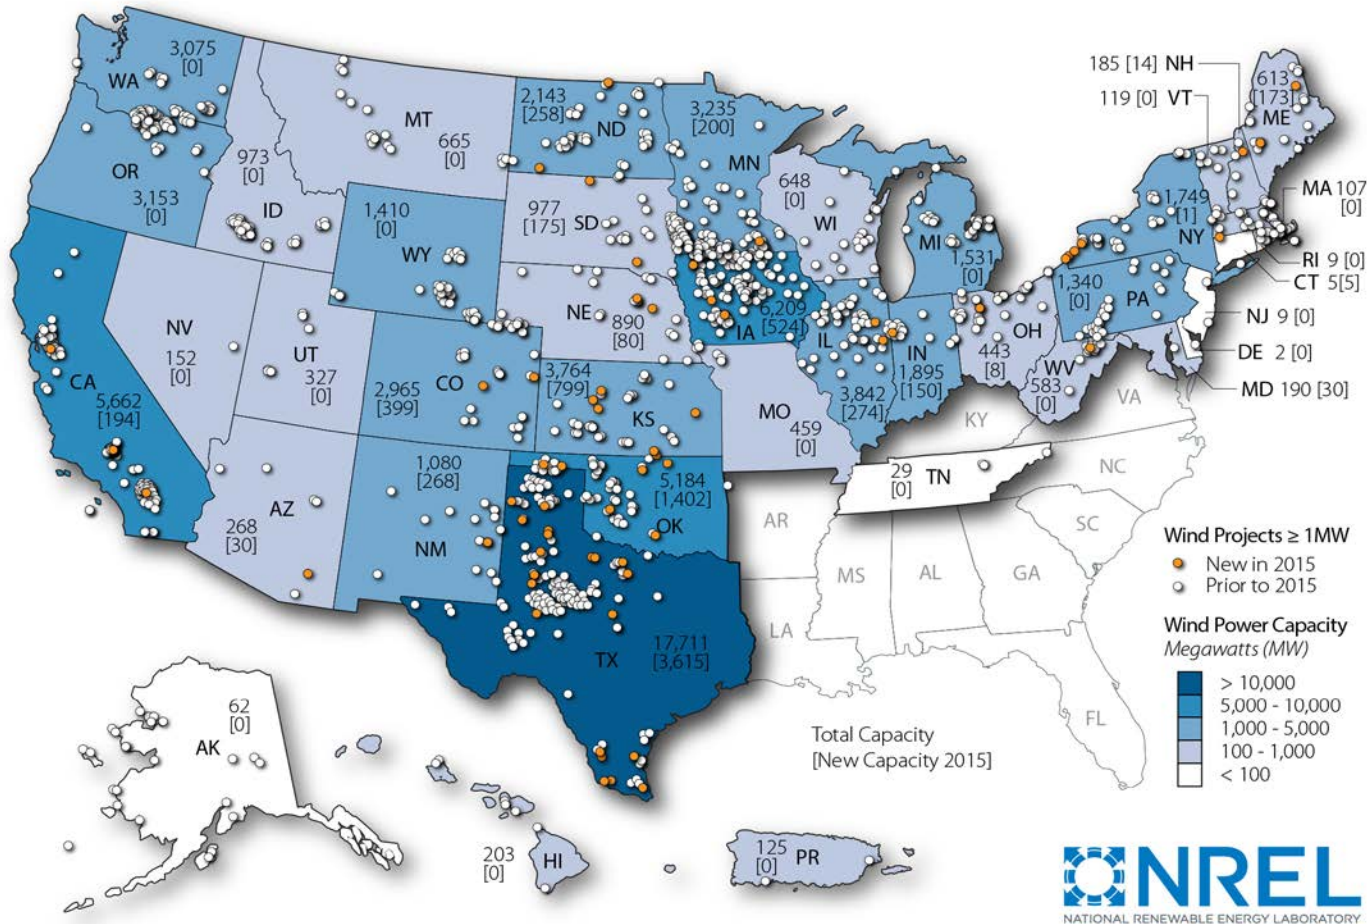 3,075
[0]
WA
MT
665
[0]
2,143
[258]
ND
3,235
[200]
MN
185 [14] NH
119 [0] VT
613
[173]
ME
OR
3,153
[0]
973
[0]
ID
1,410
[0]
WY
977
[175]
SD
648
[0]
WI
MI
1,531
[0]
1,749
[1]
NY
MA 107
[0]
RI 9 [0]
CT 5[5]
NJ 9 [0]
DE 2 [0]
MD 190 [30]
NV
152
[0]
UT
327
[0]
CA
5,662
[194]
2,965
[399]
CO
NE
890
[80]
6,209
[524]
IA
IL
3,842
[274]
IN
1,895
[150]
OH
443
[8]
1,340
[0]
PA
WV
583
[0]
3,764
[799]
KS
MO
459
[0]
KY
VA
268
[30]
AZ
1,080
[268]
NM
5,184
[1,402]
OK
29
[0]
TN
NC
AR
SC
MS
AL
GA
LA
FL
17,711
[3,615]
TX
62
[0]
AK
203
[0]
HI
125
[0]
PR
Total Capacity
[New Capacity 2015]
Wind Projects ≥ 1MW
New in 2015
Prior to 2015
Wind Power Capacity
Megawatts (MW)
> 10,000
5,000 - 10,000
1,000 - 5,000
100 - 1,000
< 100
NREL
NATIONAL RENEWABLE ENERGY LABORATORY